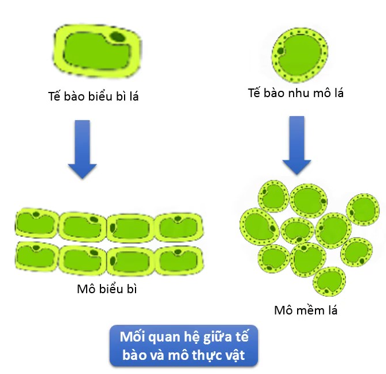 Tế bào biểu bì lá
Tế bào nhu mô lá
Mô biểu bì
Mô mềm lá
Mối quan hệ giữa tế
bào và mô thực vật